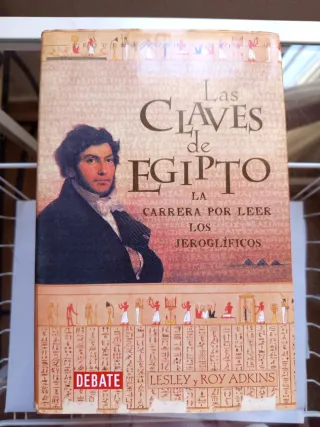 Las
CLAVES
de
EGIPTO
LA
CARRERA POR LEER
LOS
JEROGLÍFICOS
DEBATE
LESLEY y ROY ADKINS